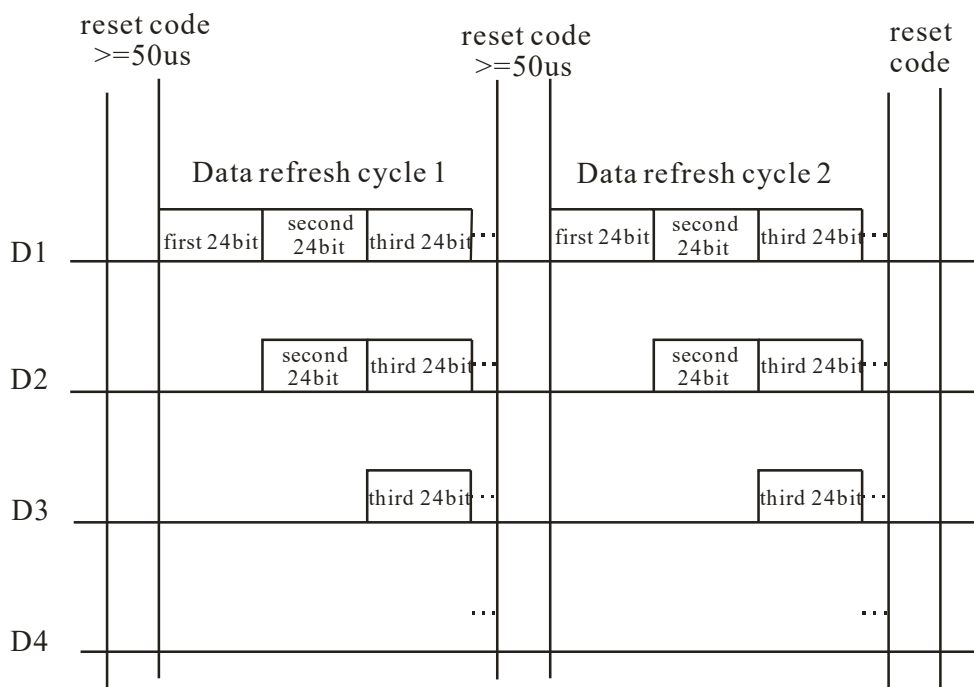 reset code
>=50us
reset code
>=50us
reset
code
Data refresh cycle 1
Data refresh cycle 2
D1
first 24bit
second
24bit
third 24bit
first 24bit
second
24bit
third 24bit
D2
second
24bit
third 24bit
second
24bit
third 24bit
D3
third 24bit
third 24bit
D4